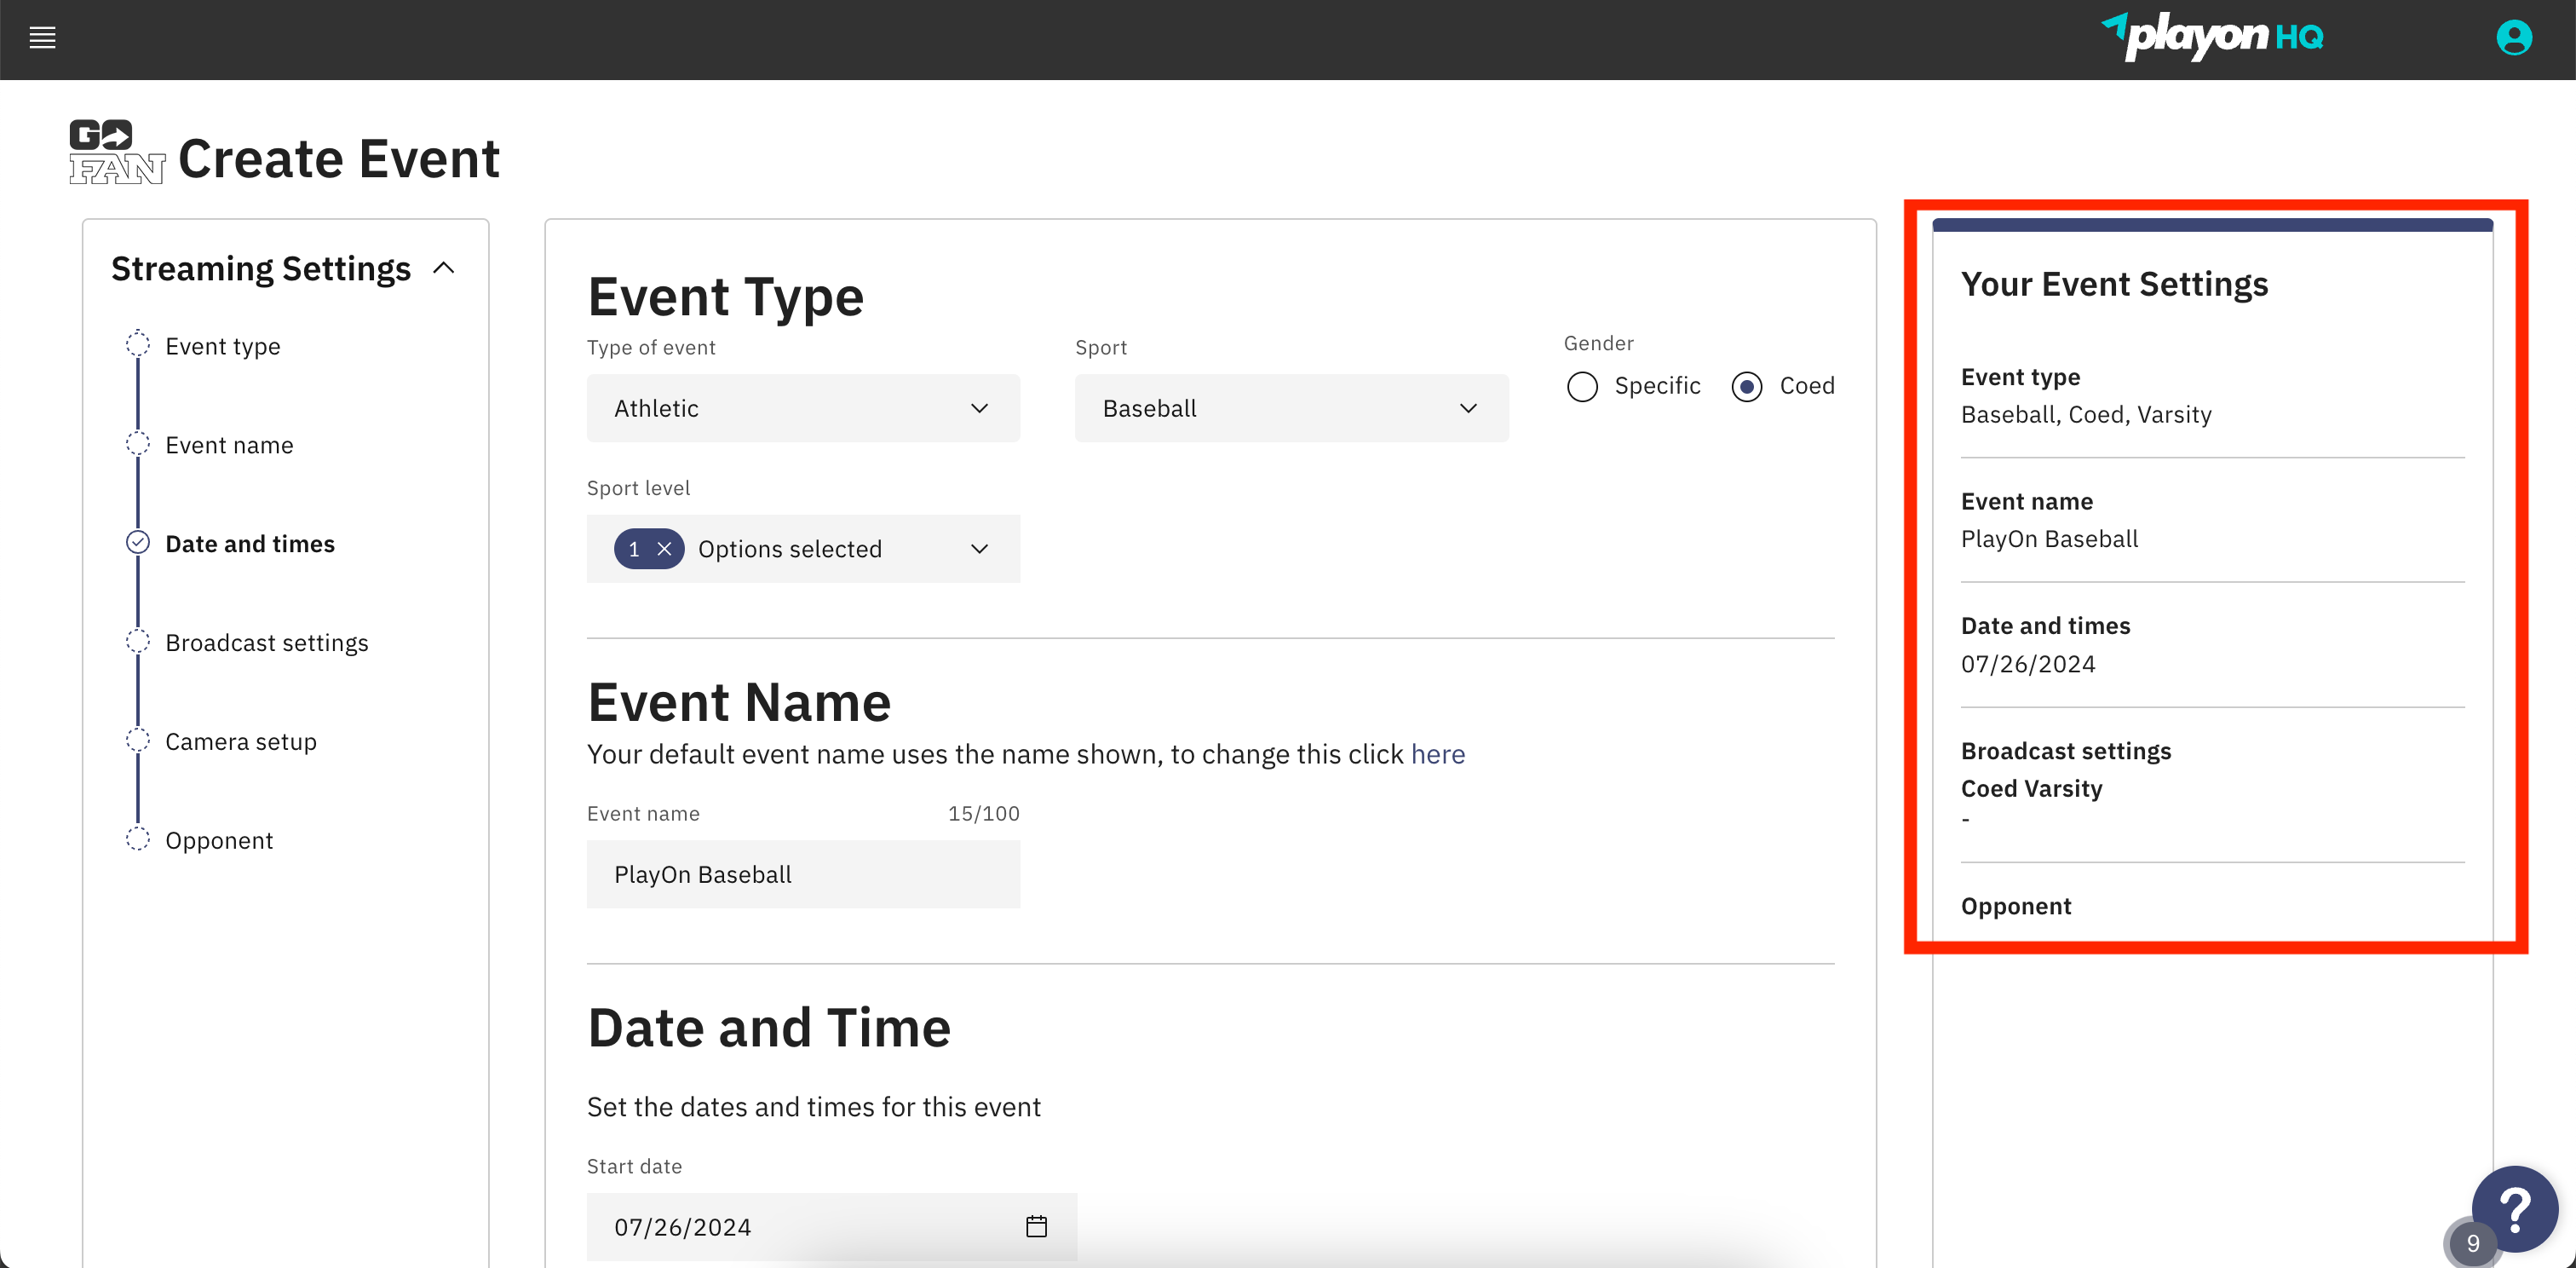 playon HQ
GO
FAN
Create Event
Streaming Settings
Event type
Event name
Date and times
Broadcast settings
Camera setup
Opponent
Event Type
Type of event
Athletic
Sport
Baseball
Gender
Specific
Coed
Sport level
1 Options selected
Event Name
Your default event name uses the name shown, to change this click here
Event name 15/100
PlayOn Baseball
Date and Time
Set the dates and times for this event
Start date
07/26/2024
Your Event Settings
Event type
Baseball, Coed, Varsity
Event name
PlayOn Baseball
Date and times
07/26/2024
Broadcast settings
Coed Varsity
-
Opponent
?
9